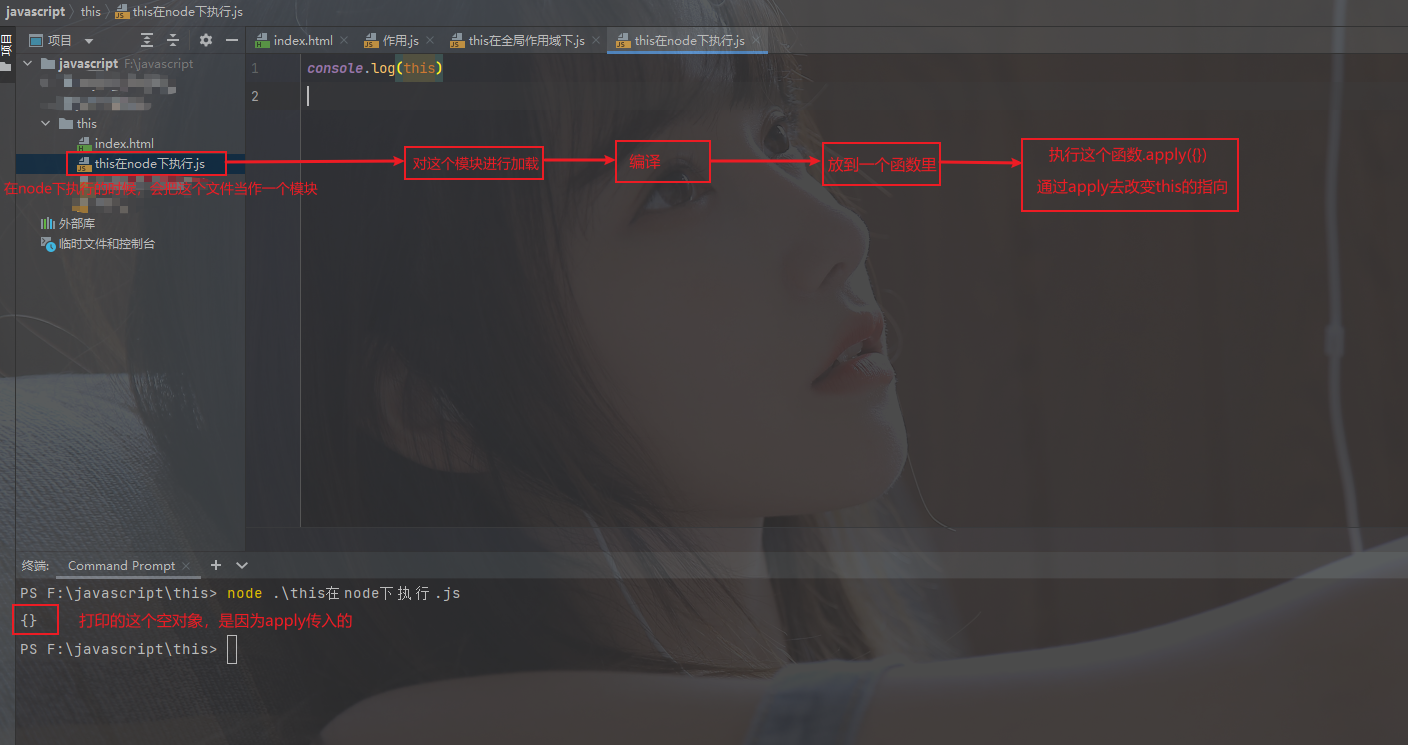 javascript 〉 this 〉 this在node下执行.js
项目
项目
index.html
作用.js
this在全局作用域下.js
this在node下执行.js
javascript F:\javascript
this
index.html
this在node下执行.js
在node下执行的时候，会把这个文件当作一个模块
外部库
临时文件和控制台
1 console.log(this)
2
对这个模块进行加载
编译
放到一个函数里
执行这个函数.apply({})
通过apply去改变this的指向
终端: Command Prompt
PS F:\javascript\this> node .\this在node下执行.js
{} 打印的这个空对象，是因为apply传入的
PS F:\javascript\this>